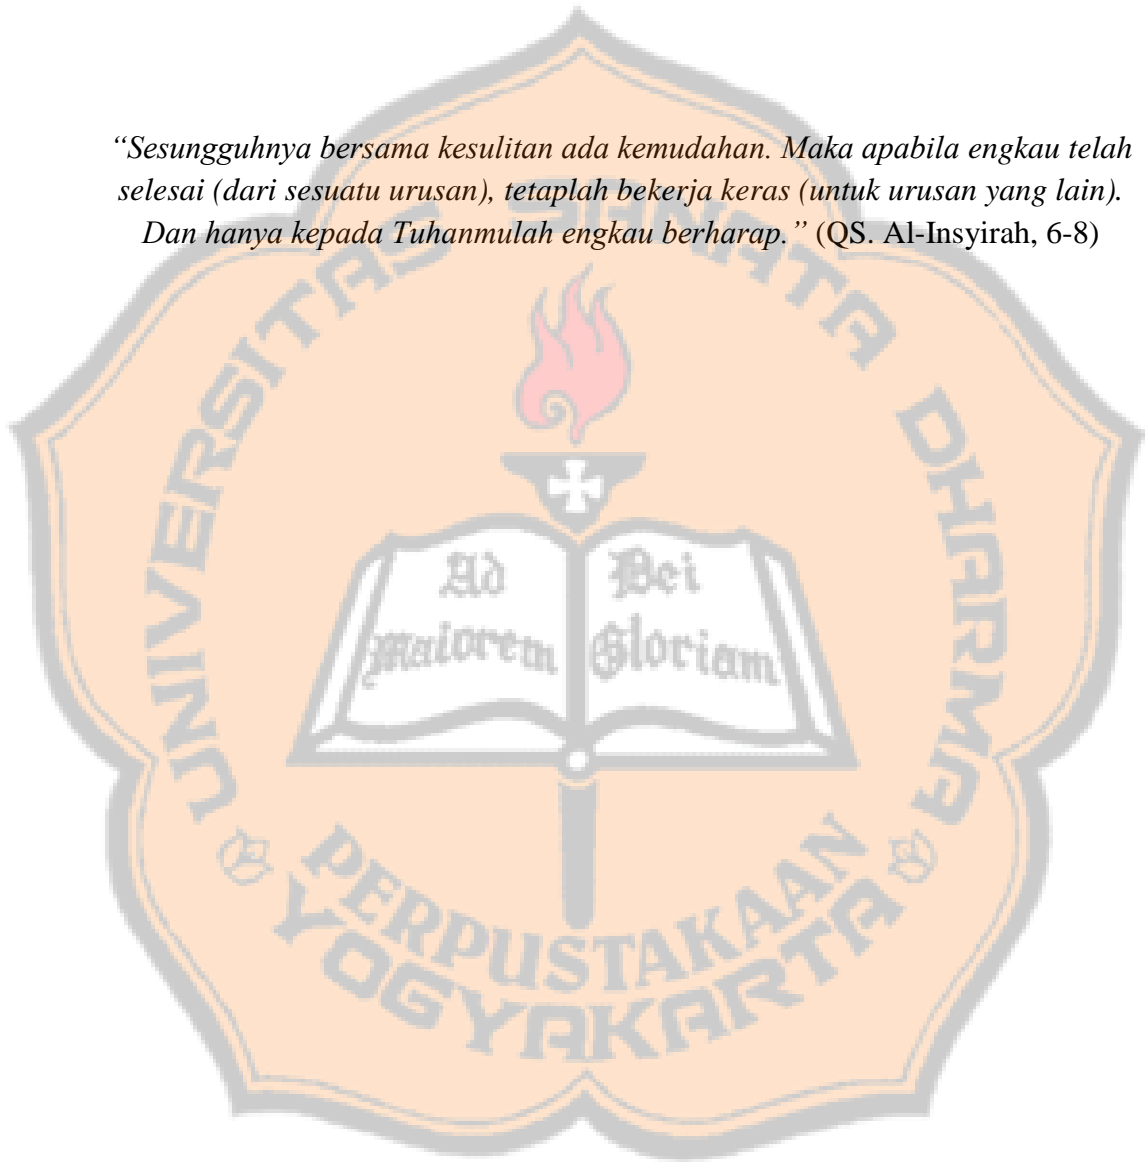 “Sesungguhnya bersama kesulitan ada kemudahan. Maka apabila engkau telah
selesai (dari sesuatu urusan), tetaplah bekerja keras (untuk urusan yang lain).
Dan hanya kepada Tuhanmulah engkau berharap.” (QS. Al-Insyirah, 6-8)
UNIVERSITAS SANATA DHARMA
Ad Dei
maiorem Gloriam
PERPUSTAKAAN
YOGYAKARTA